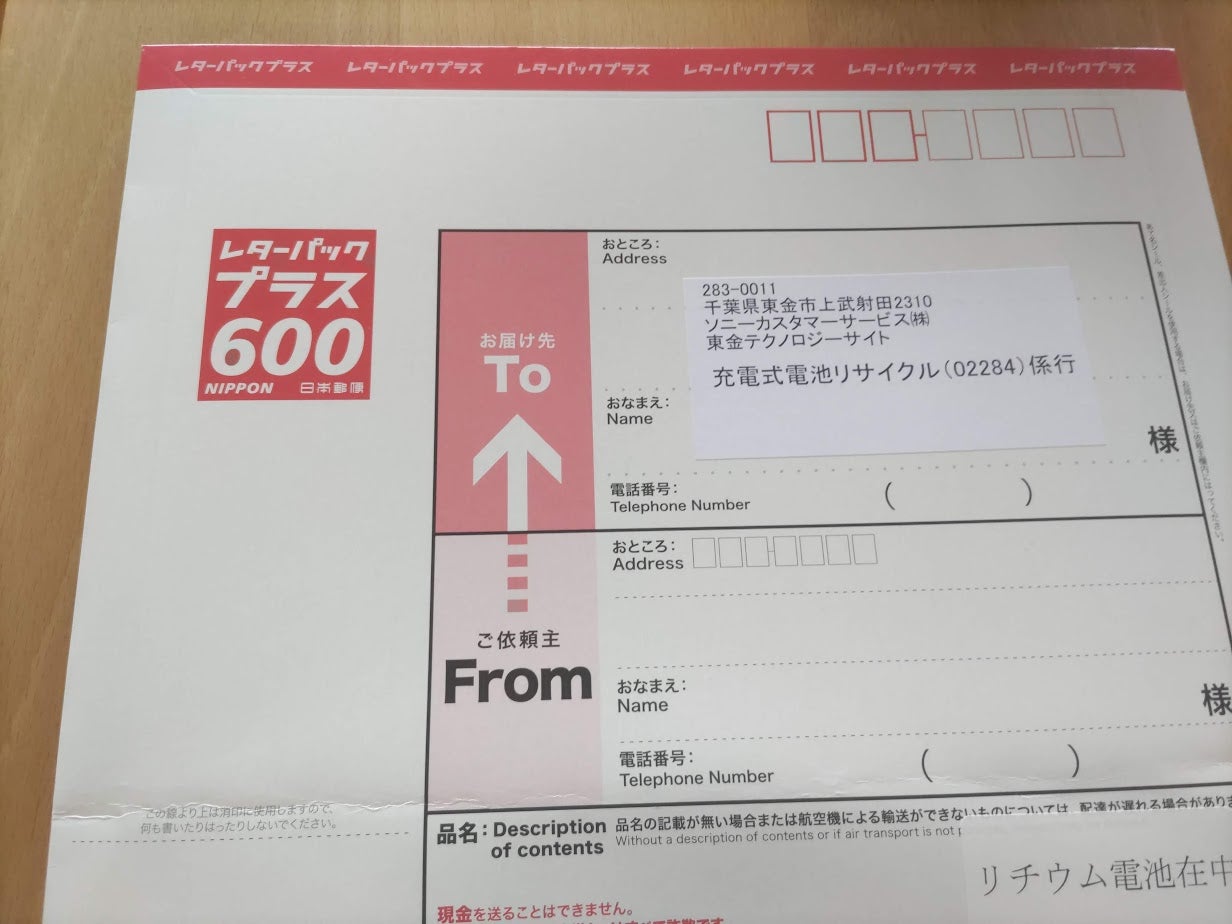 レターパックプラス レターパックプラス レターパックプラス レターパックプラス レターパックプラス レターパックプラス
レターパック
プラス
600
NIPPON 日本郵便
お届け先
To
おところ:
Address
283-0011
千葉県東金市上武射田2310
ソニーカスタマーサービス㈱
東金テクノロジーサイト
充電式電池リサイクル(02284)係行
おなまえ:
Name
様
電話番号:
Telephone Number ( )
ご依頼主
From
おところ:
Address
おなまえ:
Name
様
電話番号:
Telephone Number ( )
この線より上は消印に使用しますので、
何も書いたりはったりしないでください。
品名:Description
of contents
品名の記載が無い場合または航空機による輸送ができないものについては、配達が遅れる場合があり
Without a description of contents or if air transport is not
リチウム電池在中
現金を送ることはできません。